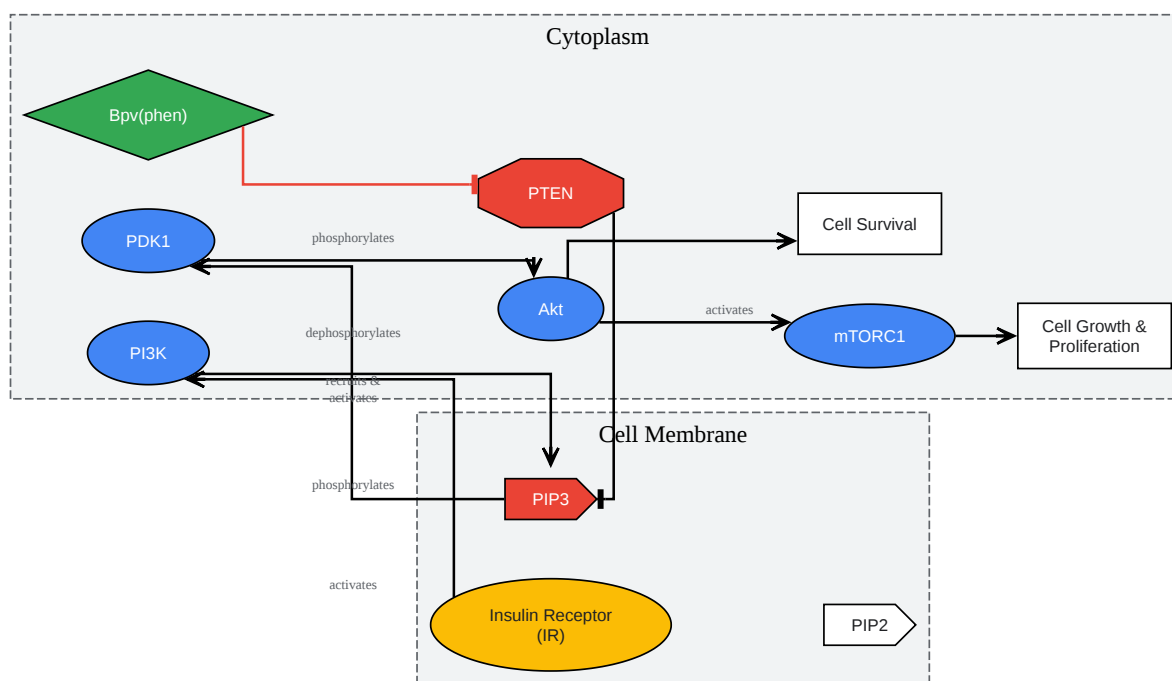 Cytoplasm
Bpv(phen)
PTEN
Cell Survival
PDK1
phosphorylates
Akt
activates
mTORC1
Cell Growth &
Proliferation
dephosphorylates
PI3K
recruits &
activates
Cell Membrane
phosphorylates
PIP3
activates
Insulin Receptor
(IR)
PIP2